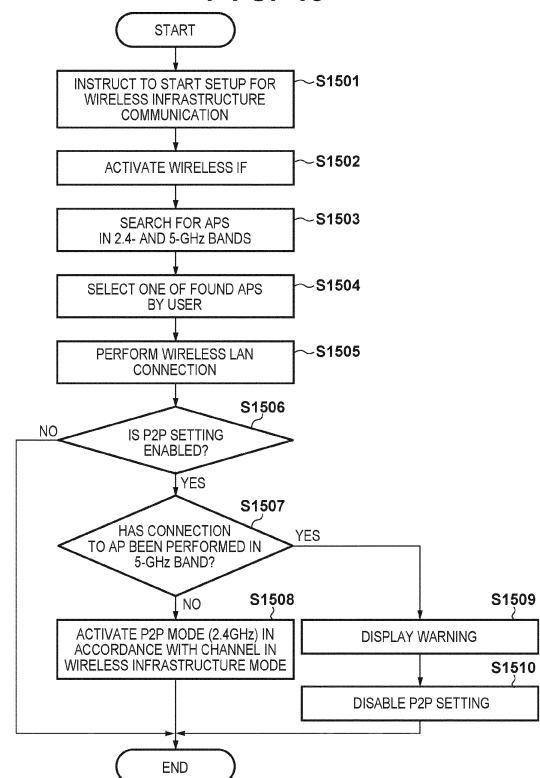 START
INSTRUCT TO START SETUP FOR
WIRELESS INFRASTRUCTURE
COMMUNICATION
S1501
ACTIVATE WIRELESS IF
S1502
SEARCH FOR APS
IN 2.4- AND 5-GHz BANDS
S1503
SELECT ONE OF FOUND APS
BY USER
S1504
PERFORM WIRELESS LAN
CONNECTION
S1505
S1506
NO
IS P2P SETTING
ENABLED?
YES
S1507
HAS CONNECTION
TO AP BEEN PERFORMED IN
5-GHz BAND?
YES
NO
S1508
ACTIVATE P2P MODE (2.4GHz) IN
ACCORDANCE WITH CHANNEL IN
WIRELESS INFRASTRUCTURE MODE
S1509
DISPLAY WARNING
S1510
DISABLE P2P SETTING
END